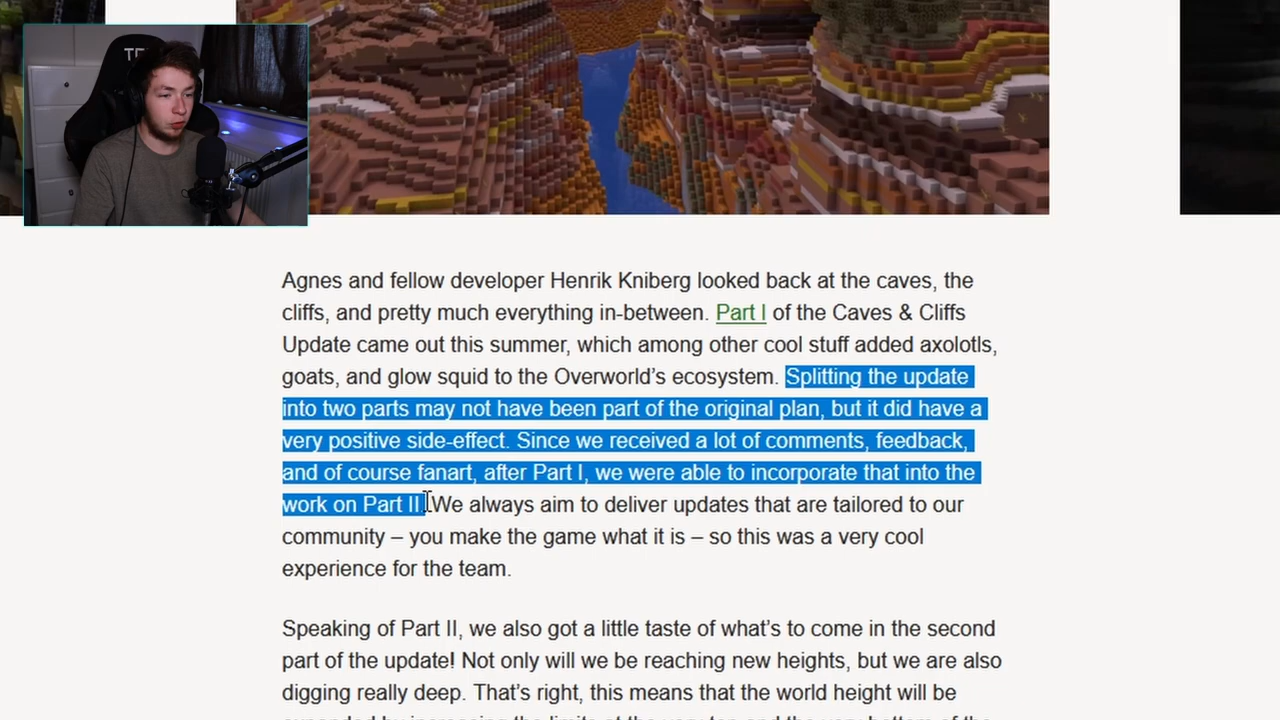 Agnes and fellow developer Henrik Kniberg looked back at the caves, the
cliffs, and pretty much everything in-between. Part I of the Caves & Cliffs
Update came out this summer, which among other cool stuff added axolotls,
goats, and glow squid to the Overworld’s ecosystem. Splitting the update
into two parts may not have been part of the original plan, but it did have a
very positive side-effect. Since we received a lot of comments, feedback,
and of course fanart, after Part I, we were able to incorporate that into the
work on Part II. We always aim to deliver updates that are tailored to our
community – you make the game what it is – so this was a very cool
experience for the team.
Speaking of Part II, we also got a little taste of what’s to come in the second
part of the update! Not only will we be reaching new heights, but we are also
digging really deep. That’s right, this means that the world height will be